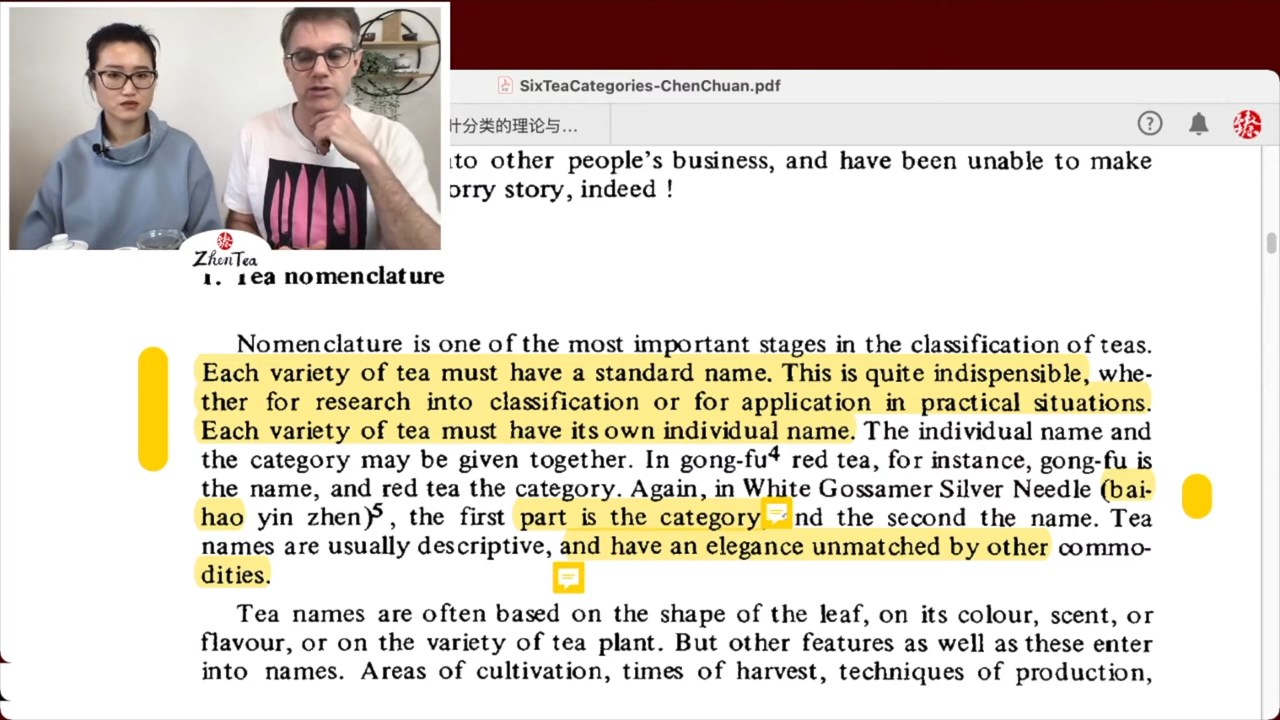 SixTeaCategories-ChenChuan.pdf
叶分类的理论与...
to other people's business, and have been unable to make
orry story, indeed !
ZhenTea
1. Tea nomenclature
Nomenclature is one of the most important stages in the classification of teas.
Each variety of tea must have a standard name. This is quite indispensible, whe-
ther for research into classification or for application in practical situations.
Each variety of tea must have its own individual name. The individual name and
the category may be given together. In gong-fu⁴ red tea, for instance, gong-fu is
the name, and red tea the category. Again, in White Gossamer Silver Needle (bai-
hao yin zhen)⁵, the first part is the category nd the second the name. Tea
names are usually descriptive, and have an elegance unmatched by other commo-
dities.
Tea names are often based on the shape of the leaf, on its colour, scent, or
flavour, or on the variety of tea plant. But other features as well as these enter
into names. Areas of cultivation, times of harvest, techniques of production,